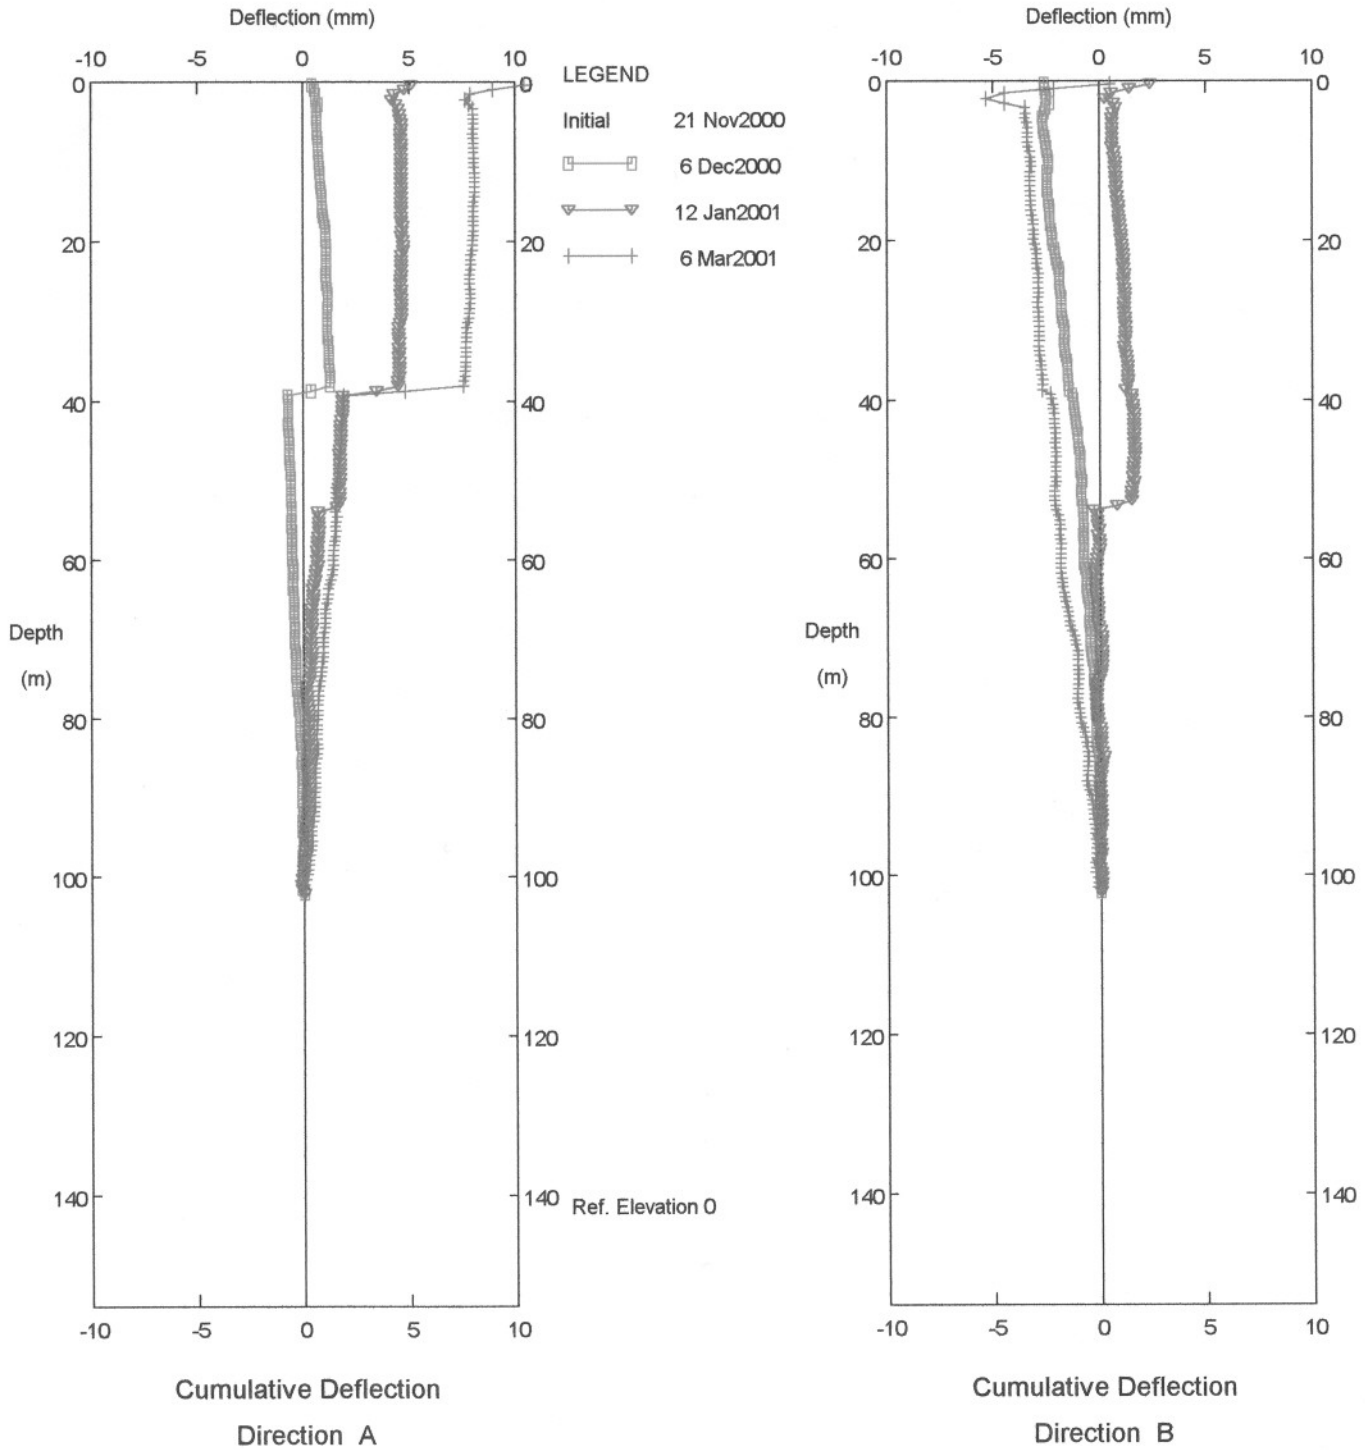 Deflection (mm)
-10 -5 0 5 10
0 0
20 20
40 40
60 60
Depth
(m)
80 80
100 100
120 120
140 140
-10 -5 0 5 10
Cumulative Deflection
Direction A
LEGEND
Initial 21 Nov2000
6 Dec2000
12 Jan2001
6 Mar2001
Ref. Elevation 0
Deflection (mm)
-10 -5 0 5 10
0 0
20 20
40 40
60 60
Depth
(m)
80 80
100 100
120 120
140 140
-10 -5 0 5 10
Cumulative Deflection
Direction B